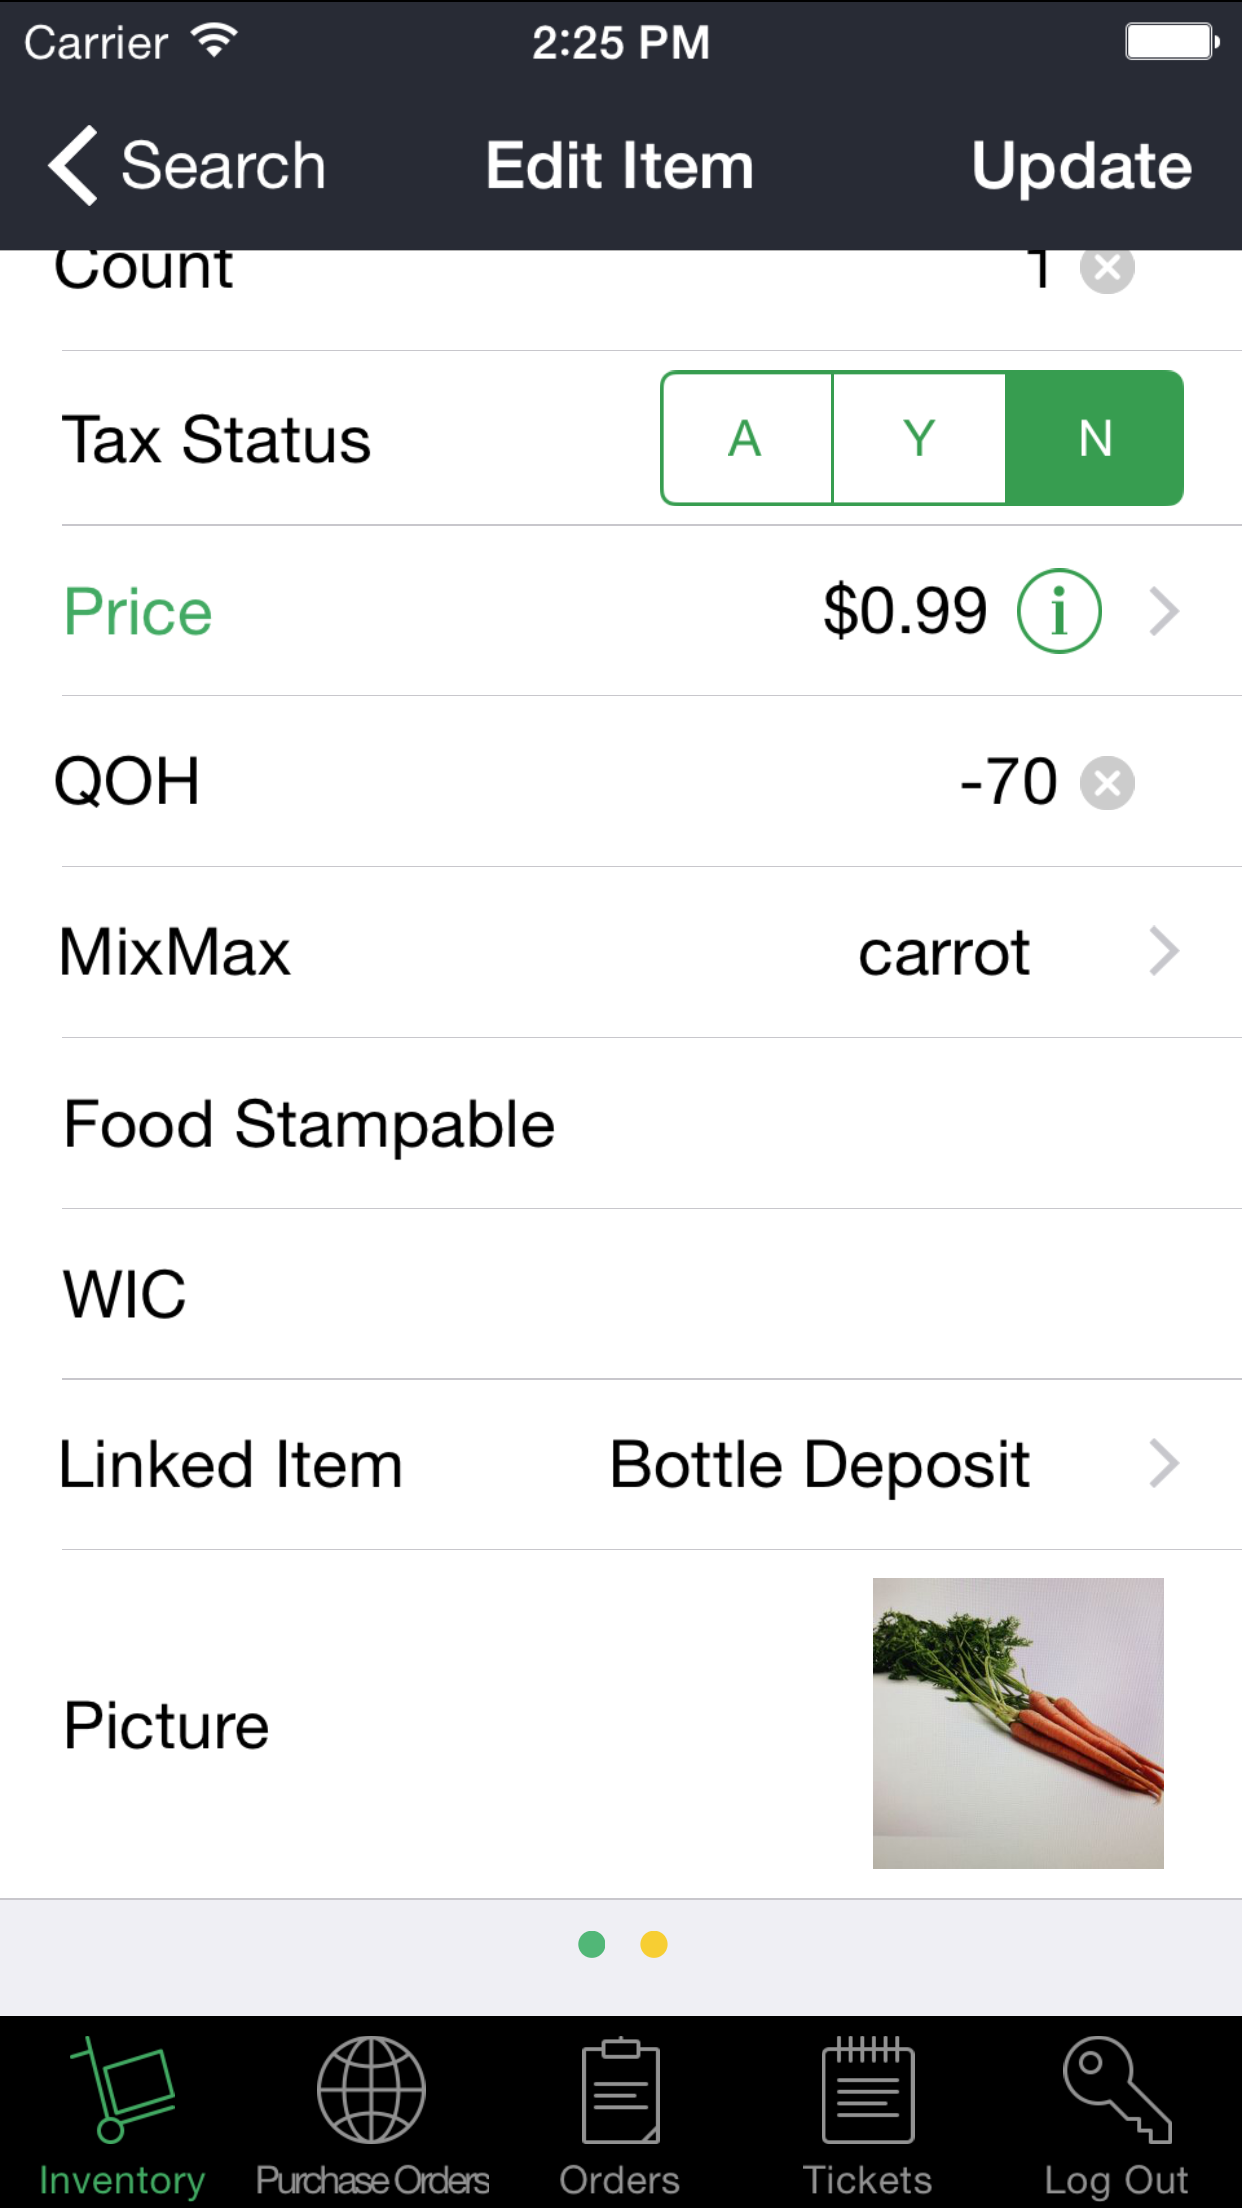 Carrier 2:25 PM
Search Edit Item Update
Count 1
Tax Status A Y N
Price $0.99 i
QOH -70
MixMax carrot
Food Stampable
WIC
Linked Item Bottle Deposit
Picture
Inventory Purchase Orders Orders Tickets Log Out